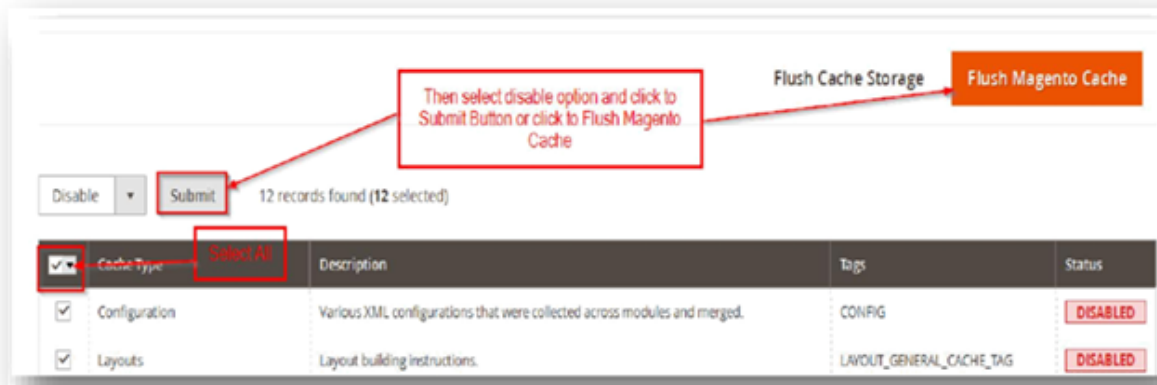 Flush Cache Storage
Flush Magento Cache
Then select disable option and click to
Submit Button or click to Flush Magento
Cache
Disable
Submit
12 records found (12 selected)
Select All
Cache Type
Description
Tags
Status
Configuration
Various XML configurations that were collected across modules and merged.
CONFIG
DISABLED
Layouts
Layout building instructions.
LAYOUT_GENERAL_CACHE_TAG
DISABLED